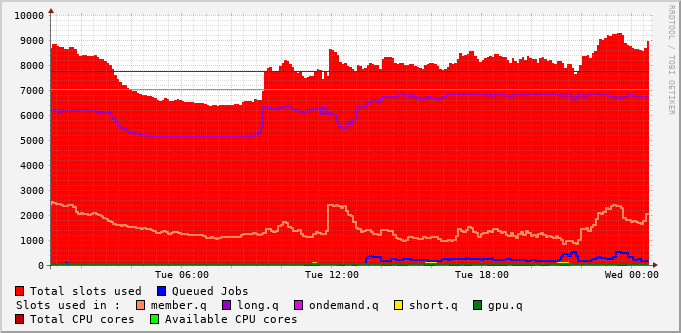 10000
9000
8000
7000
6000
5000
4000
3000
2000
1000
0
Tue 06:00 Tue 12:00 Tue 18:00 Wed 00:00
RRDTOOL / TOBI OETIKER
Total slots used Queued Jobs
Slots used in : member.q long.q ondemand.q short.q gpu.q
Total CPU cores Available CPU cores